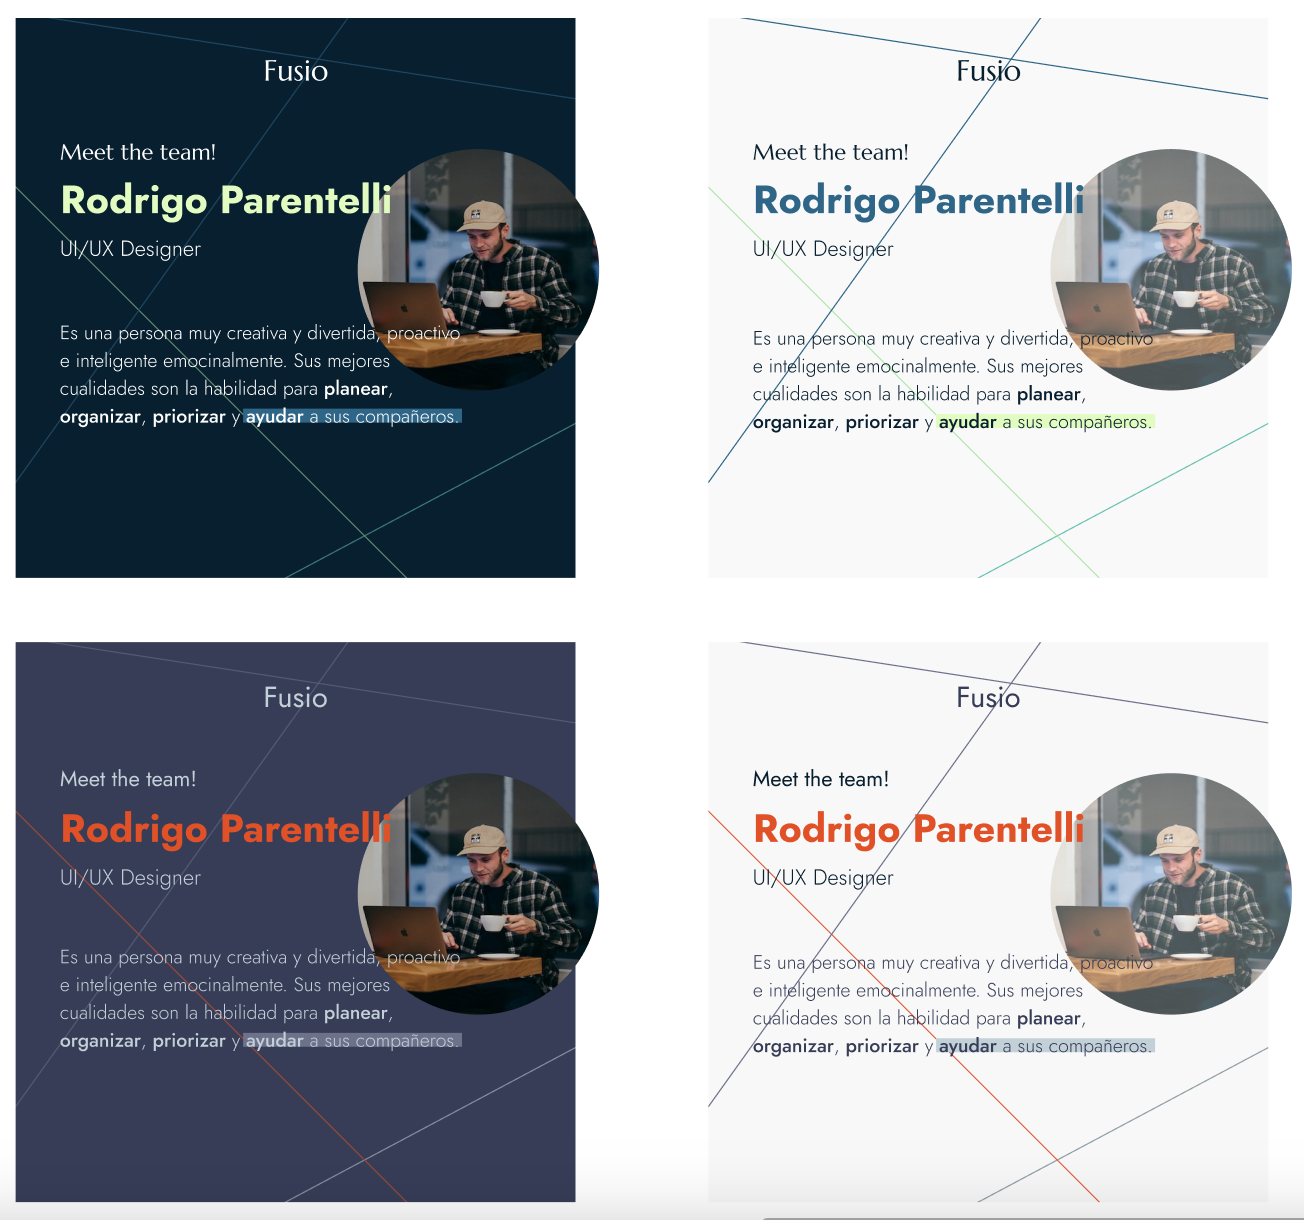 Fusio
Meet the team!
Rodrigo Parentelli
UI/UX Designer
Es una persona muy creativa y divertida, proactivo
e inteligente emocinalmente. Sus mejores
cualidades son la habilidad para planear,
organizar, priorizar y ayudar a sus compañeros.
Fusio
Meet the team!
Rodrigo Parentelli
UI/UX Designer
Es una persona muy creativa y divertida, proactivo
e inteligente emocinalmente. Sus mejores
cualidades son la habilidad para planear,
organizar, priorizar y ayudar a sus compañeros.
Fusio
Meet the team!
Rodrigo Parentelli
UI/UX Designer
Es una persona muy creativa y divertida, proactivo
e inteligente emocinalmente. Sus mejores
cualidades son la habilidad para planear,
organizar, priorizar y ayudar a sus compañeros.
Fusio
Meet the team!
Rodrigo Parentelli
UI/UX Designer
Es una persona muy creativa y divertida, proactivo
e inteligente emocinalmente. Sus mejores
cualidades son la habilidad para planear,
organizar, priorizar y ayudar a sus compañeros.